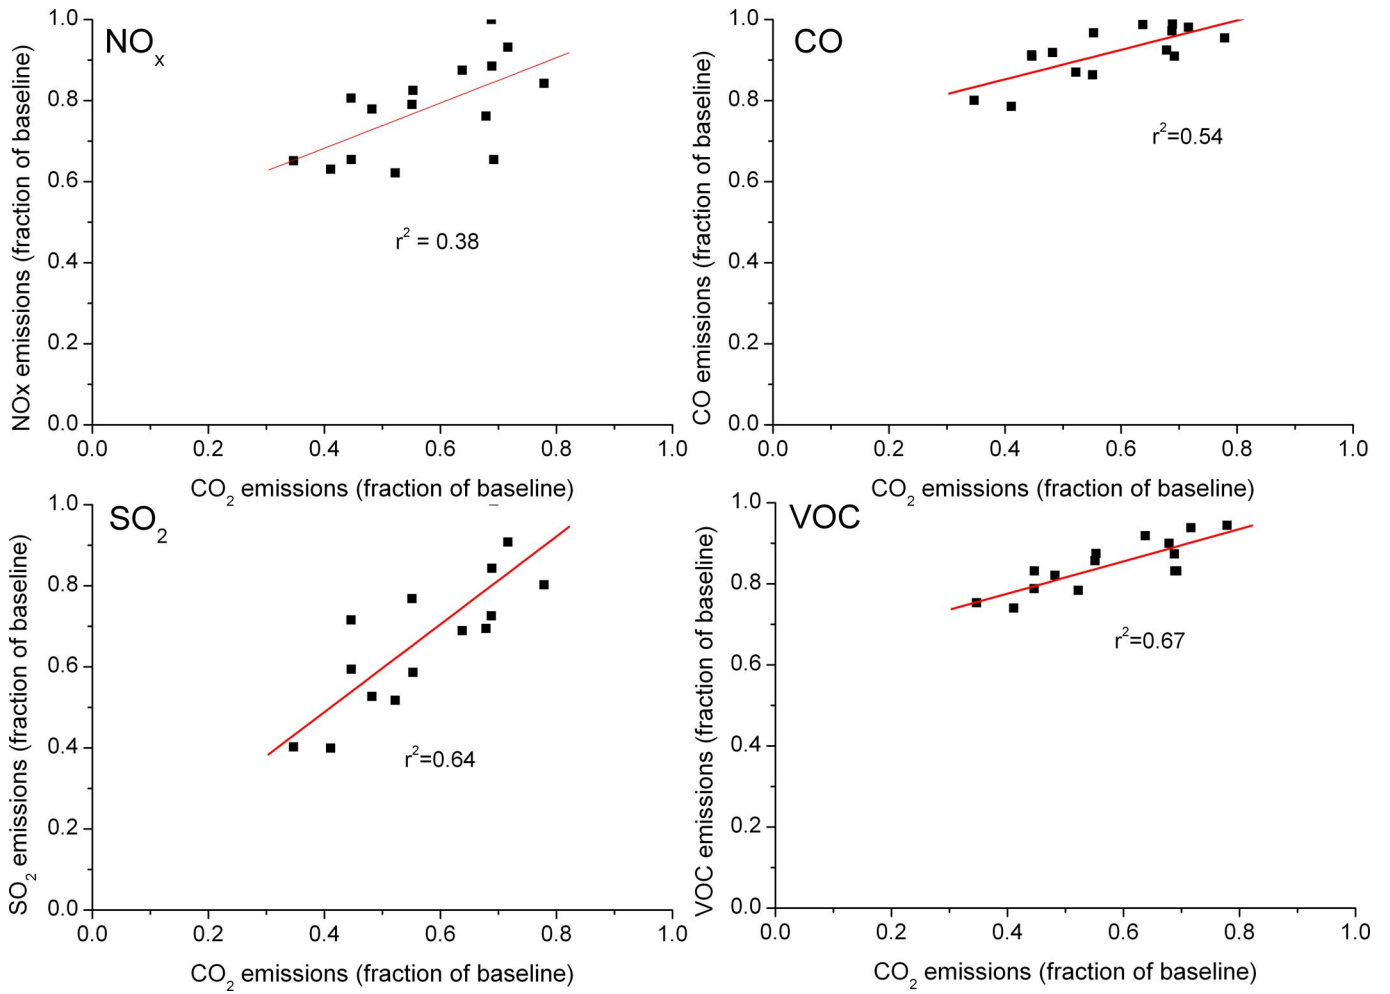 NOx
NOx emissions (fraction of baseline)
1.0
0.8
0.6
0.4
0.2
0.0
r² = 0.38
0.0 0.2 0.4 0.6 0.8 1.0
CO₂ emissions (fraction of baseline)
CO
CO emissions (fraction of baseline)
1.0
0.8
0.6
0.4
0.2
0.0
r²=0.54
0.0 0.2 0.4 0.6 0.8 1.0
CO₂ emissions (fraction of baseline)
SO₂
SO₂ emissions (fraction of baseline)
1.0
0.8
0.6
0.4
0.2
0.0
r²=0.64
0.0 0.2 0.4 0.6 0.8 1.0
CO₂ emissions (fraction of baseline)
VOC
VOC emissions (fraction of baseline)
1.0
0.8
0.6
0.4
0.2
0.0
r²=0.67
0.0 0.2 0.4 0.6 0.8 1.0
CO₂ emissions (fraction of baseline)